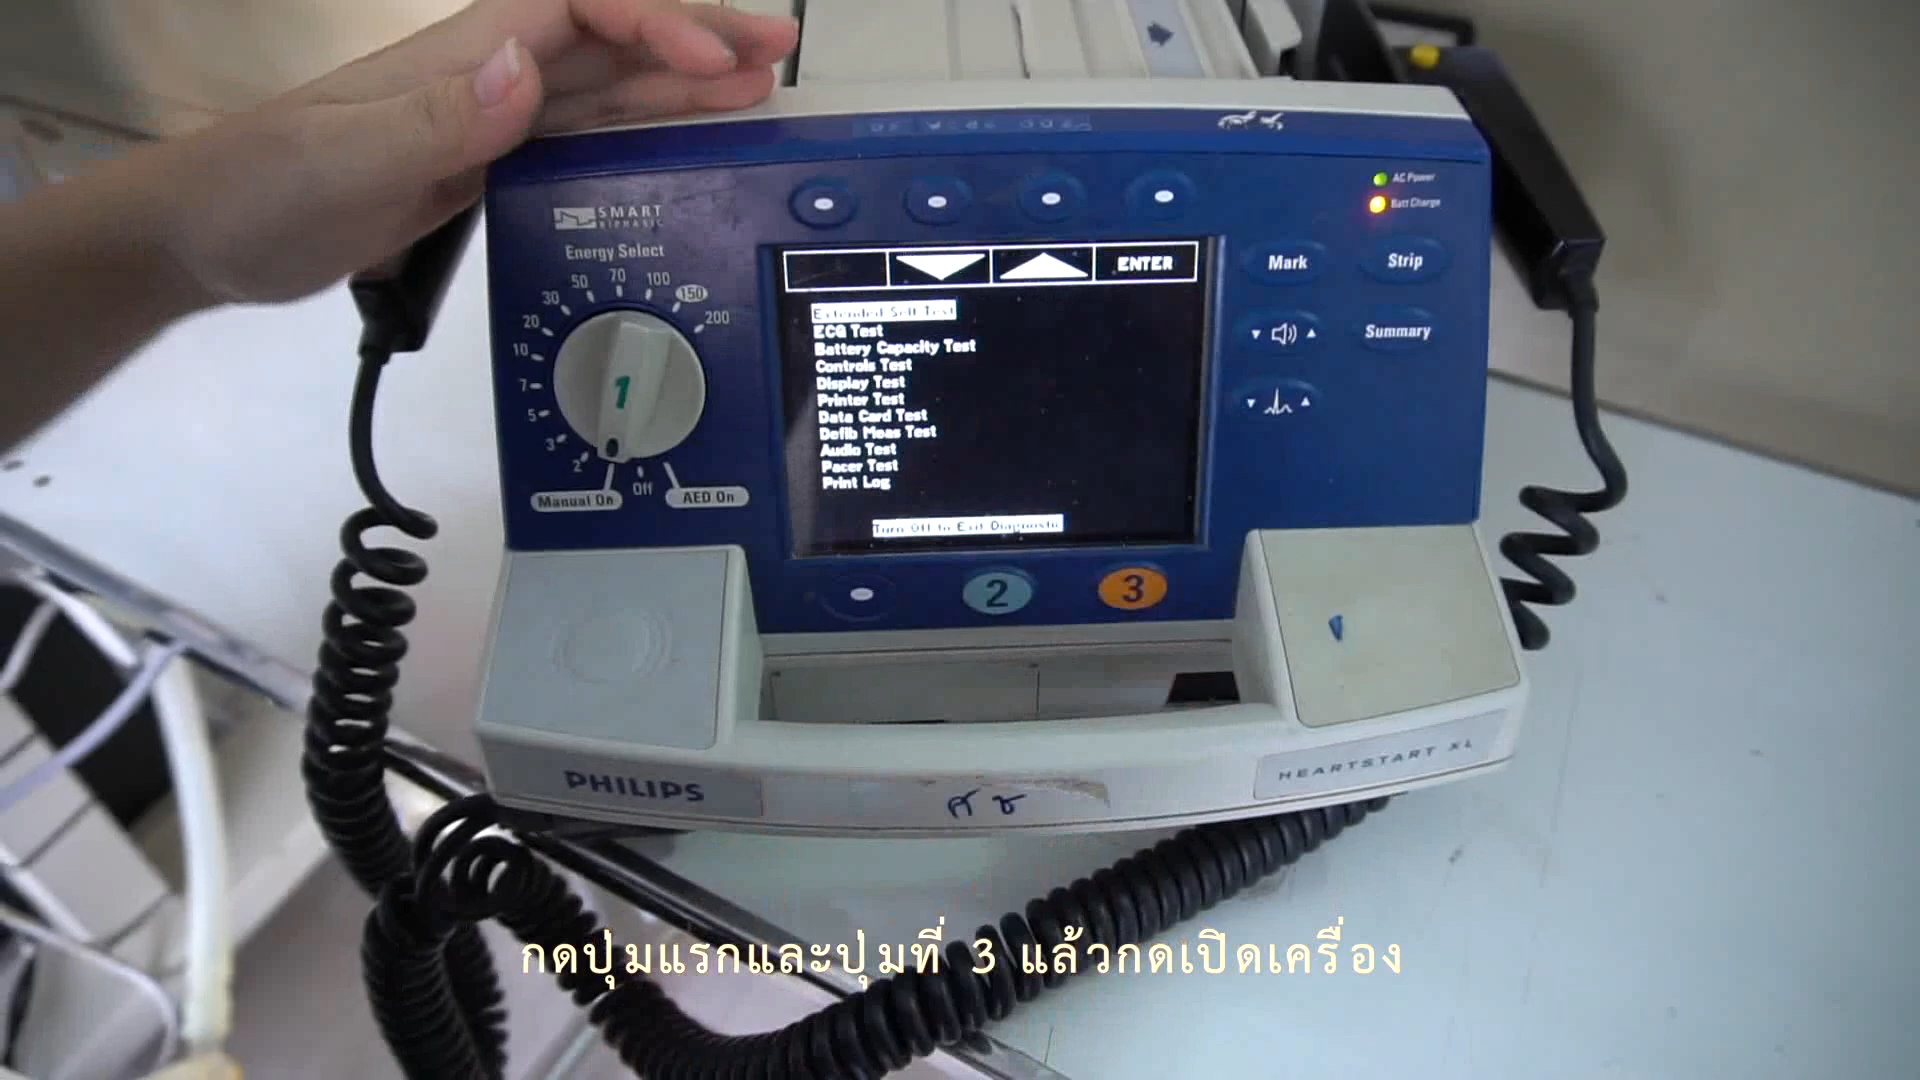 SMART
BIPHASIC
Energy Select
2
3
5
7
10
20
30
50
70
100
150
200
1
Manual On
Off
AED On
ENTER
Extended Self Test
ECG Test
Battery Capacity Test
Controls Test
Display Test
Printer Test
Data Card Test
Defib Meas Test
Audio Test
Pacer Test
Print Log
Turn Off to Exit Diagnostic
AC Power
Batt Charge
Mark
Strip
Summary
2
3
PHILIPS
HEARTSTART XL
ศ ช
กดปุ่มแรกและปุ่มที่ 3 แล้วกดเปิดเครื่อง